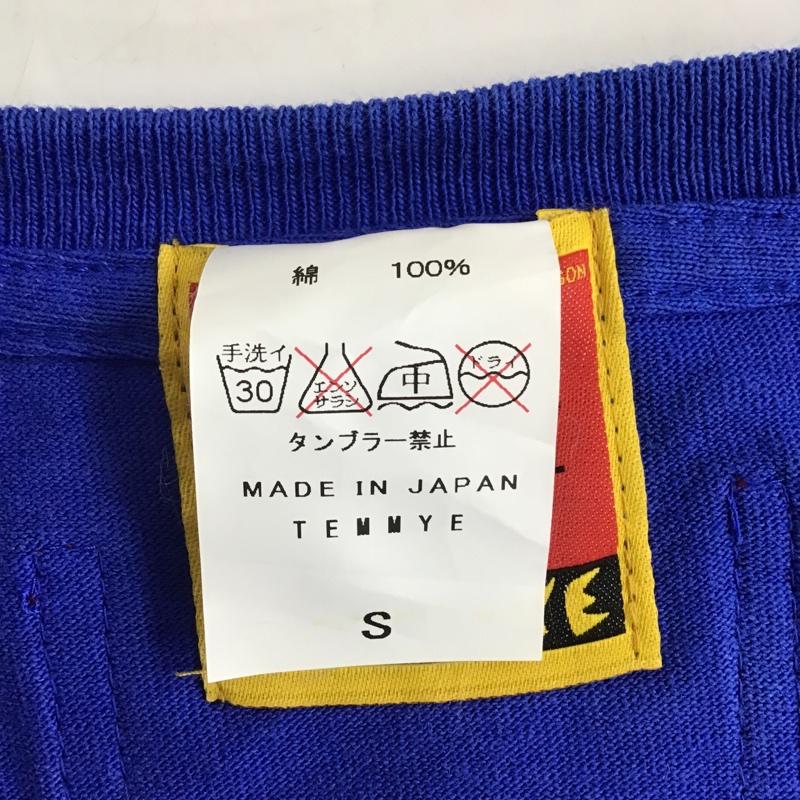 綿 100%
手洗イ
30
エンソ
サラシ
中
ドライ
タンブラー禁止
MADE IN JAPAN
TEMMYE
S